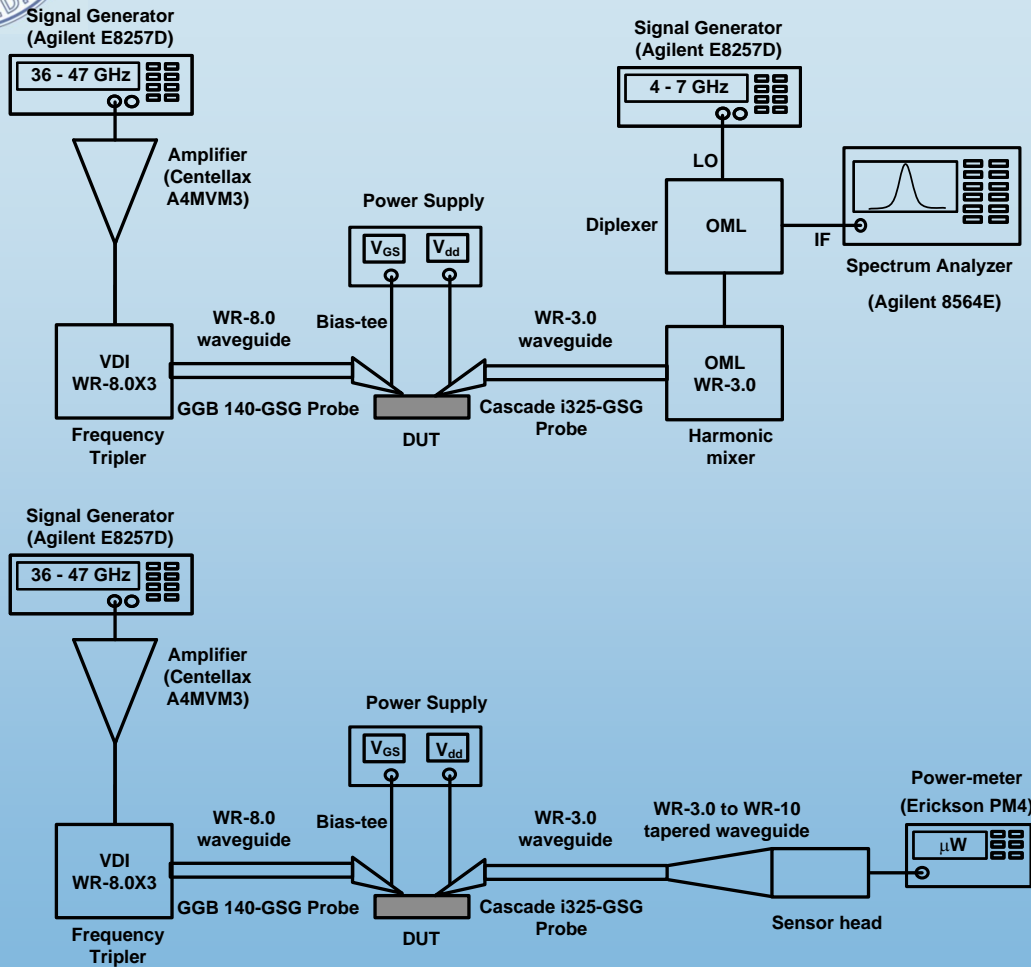 Signal Generator
(Agilent E8257D)
36 - 47 GHz
Amplifier
(Centellax
A4MVM3)
VDI
WR-8.0X3
Frequency
Tripler
WR-8.0
waveguide
GGB 140-GSG Probe
Power Supply
VGS
Vdd
Bias-tee
DUT
WR-3.0
waveguide
Cascade i325-GSG
Probe
Signal Generator
(Agilent E8257D)
4 - 7 GHz
LO
Diplexer
OML
IF
Spectrum Analyzer
(Agilent 8564E)
OML
WR-3.0
Harmonic
mixer
Signal Generator
(Agilent E8257D)
36 - 47 GHz
Amplifier
(Centellax
A4MVM3)
VDI
WR-8.0X3
Frequency
Tripler
WR-8.0
waveguide
GGB 140-GSG Probe
Power Supply
VGS
Vdd
Bias-tee
DUT
WR-3.0
waveguide
Cascade i325-GSG
Probe
WR-3.0 to WR-10
tapered waveguide
Sensor head
Power-meter
(Erickson PM4)
μW